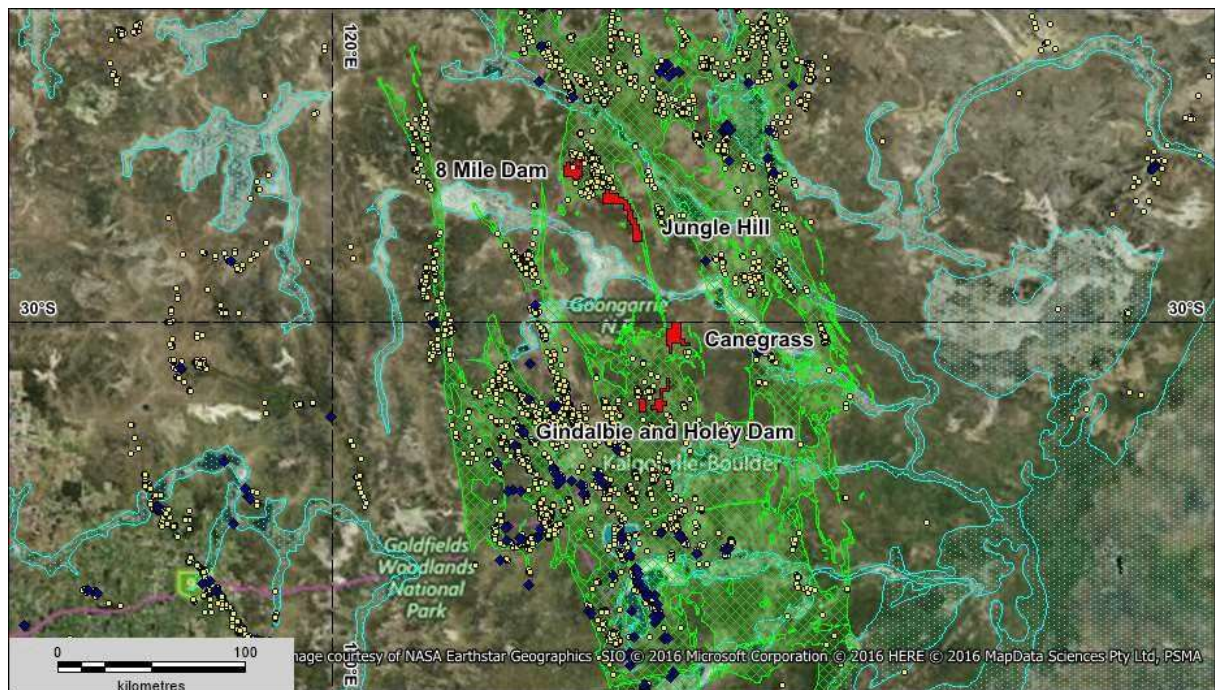 120°E
8 Mile Dam
Jungle Hill
30°S
Goongarrie
N.P.
30°S
Canegrass
Gindalbie and Holey Dam
Kalgoorlie-Boulder
Goldfields
Woodlands
National
Park
120°E
0 100
kilometres
mage courtesy of NASA Earthstar Geographics SIO © 2016 Microsoft Corporation © 2016 HERE © 2016 MapData Sciences Pty Ltd, PSMA